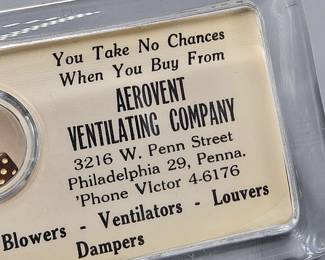 You Take No Chances
When You Buy From
AEROVENT
VENTILATING COMPANY
3216 W. Penn Street
Philadelphia 29, Penna.
'Phone VIctor 4-6176
Blowers - Ventilators - Louvers
Dampers